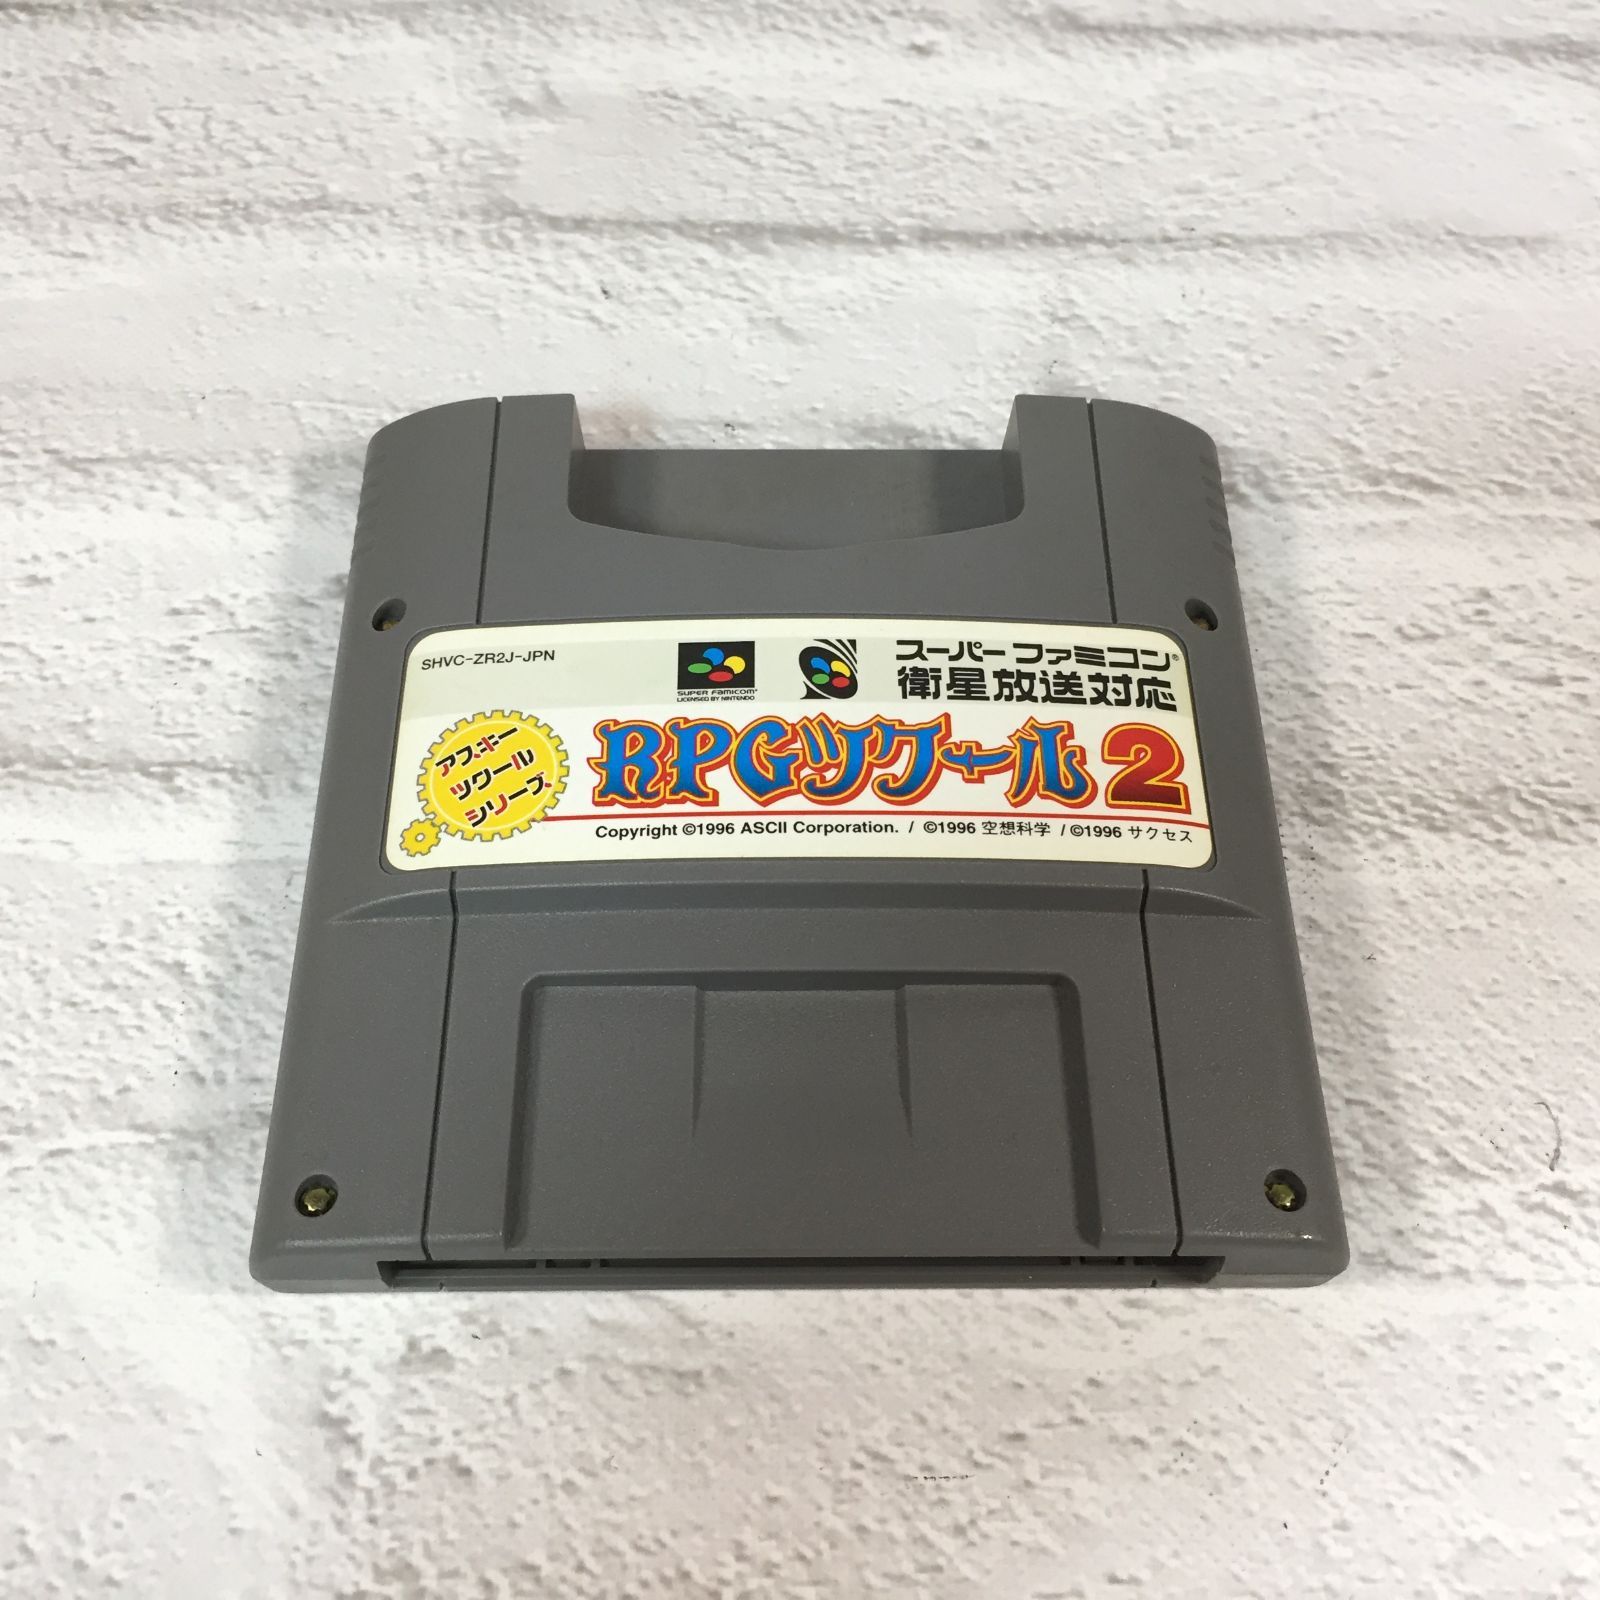 SHVC-ZR2J-JPN
SUPER FAMICOM
LICENSED BY NINTENDO
スーパーファミコン®
衛星放送対応
アスキー
ツクール
シリーズ
RPGツクール2
Copyright ©1996 ASCII Corporation. / ©1996 空想科学 / ©1996 サクセス